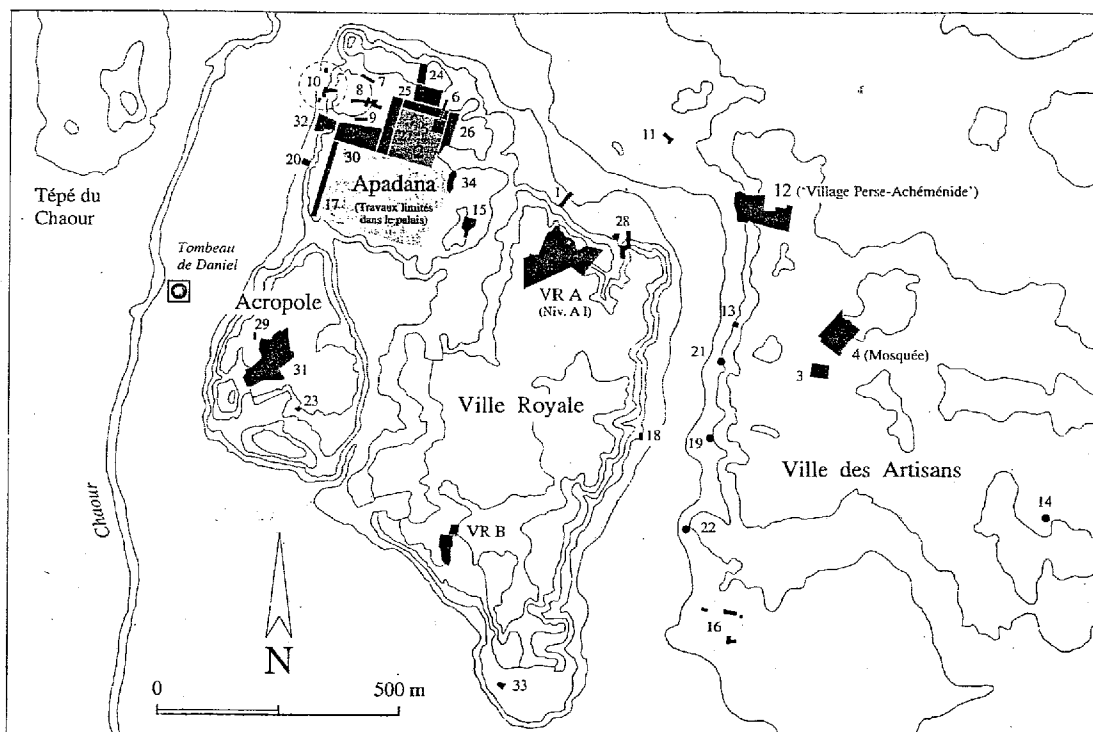 24
10
7
25
8
6
9
27
26
32
11
30
20
Apadana
34
(Travaux limités
dans le palais)
17
15
1
28
12 ('Village Perse-Achéménide')
Tépé du
Chaour
Tombeau
de Daniel
Acropole
29
31
23
VR A
(Niv. A I)
13
21
4 (Mosquée)
3
Ville Royale
18
19
Ville des Artisans
14
22
Chaour
VR B
16
N
33
0
500 m